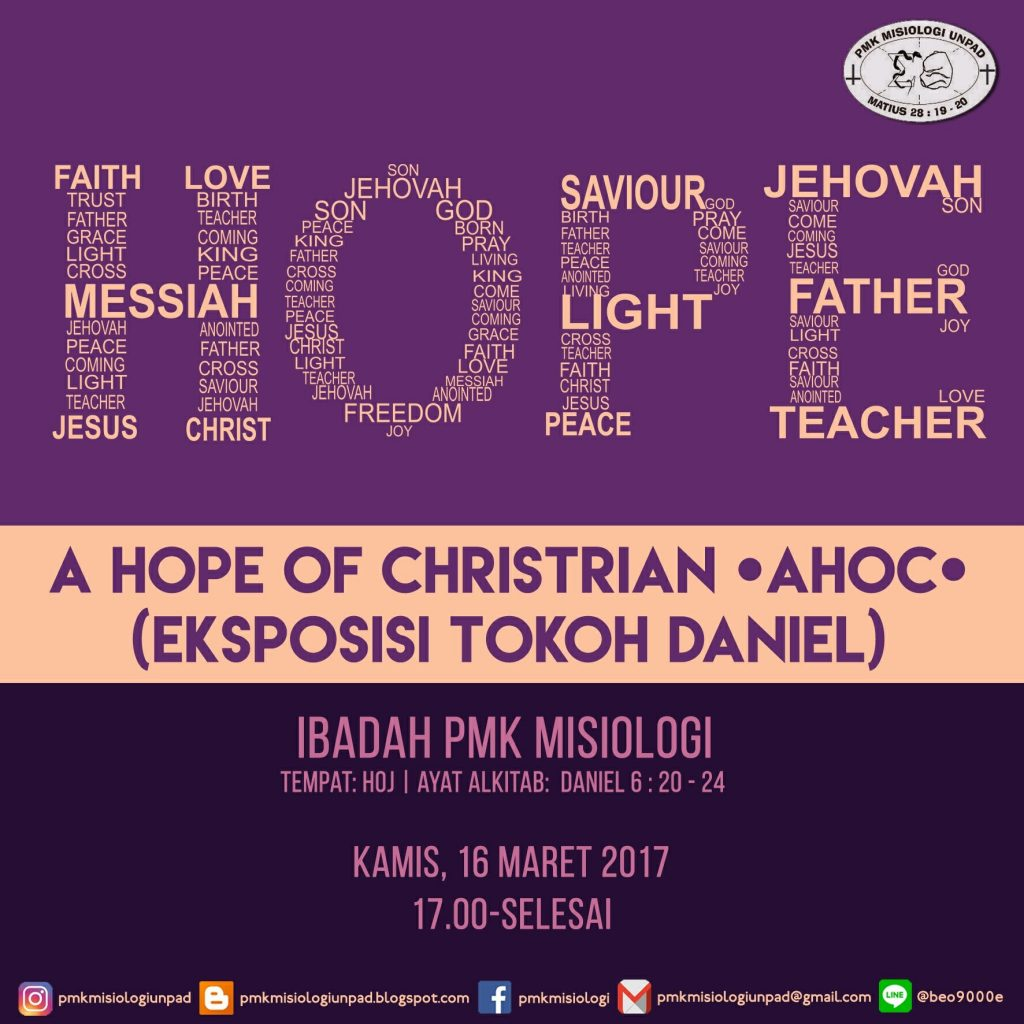 PMK MISIOLOGI UNPAD
MATIUS 28 : 19 - 20
FAITH LOVE
TRUST BIRTH
FATHER TEACHER
GRACE COMING
LIGHT KING
CROSS PEACE
MESSIAH
JEHOVAH ANOINTED
PEACE FATHER
COMING CROSS
LIGHT SAVIOUR
TEACHER JEHOVAH
JESUS CHRIST
SON
JEHOVAH
SON GOD
PEACE BORN
KING PRAY
FATHER LIVING
CROSS KING
COMING COME
TEACHER SAVIOUR
PEACE COMING
JESUS GRACE
CHRIST FAITH
LIGHT LOVE
TEACHER MESSIAH
JEHOVAH ANOINTED
FREEDOM
JOY
SAVIOUR GOD
BIRTH PRAY
FATHER COME
TEACHER SAVIOUR
PEACE COMING
ANOINTED TEACHER
LIVING JOY
LIGHT
CROSS
TEACHER
FAITH
CHRIST
JESUS
PEACE
JEHOVAH
SAVIOUR SON
COME
COMING
JESUS
TEACHER GOD
FATHER
SAVIOUR JOY
LIGHT
CROSS
FAITH
SAVIOUR
ANOINTED LOVE
TEACHER
A HOPE OF CHRISTRIAN •AHOC•
(EKSPOSISI TOKOH DANIEL)
IBADAH PMK MISIOLOGI
TEMPAT: HOJ | AYAT ALKITAB: DANIEL 6 : 20 - 24
KAMIS, 16 MARET 2017
17.00-SELESAI
pmkmisiologiunpad pmkmisiologiunpad.blogspot.com pmkmisiologi pmkmisiologiunpad@gmail.com LINE @beo9000e